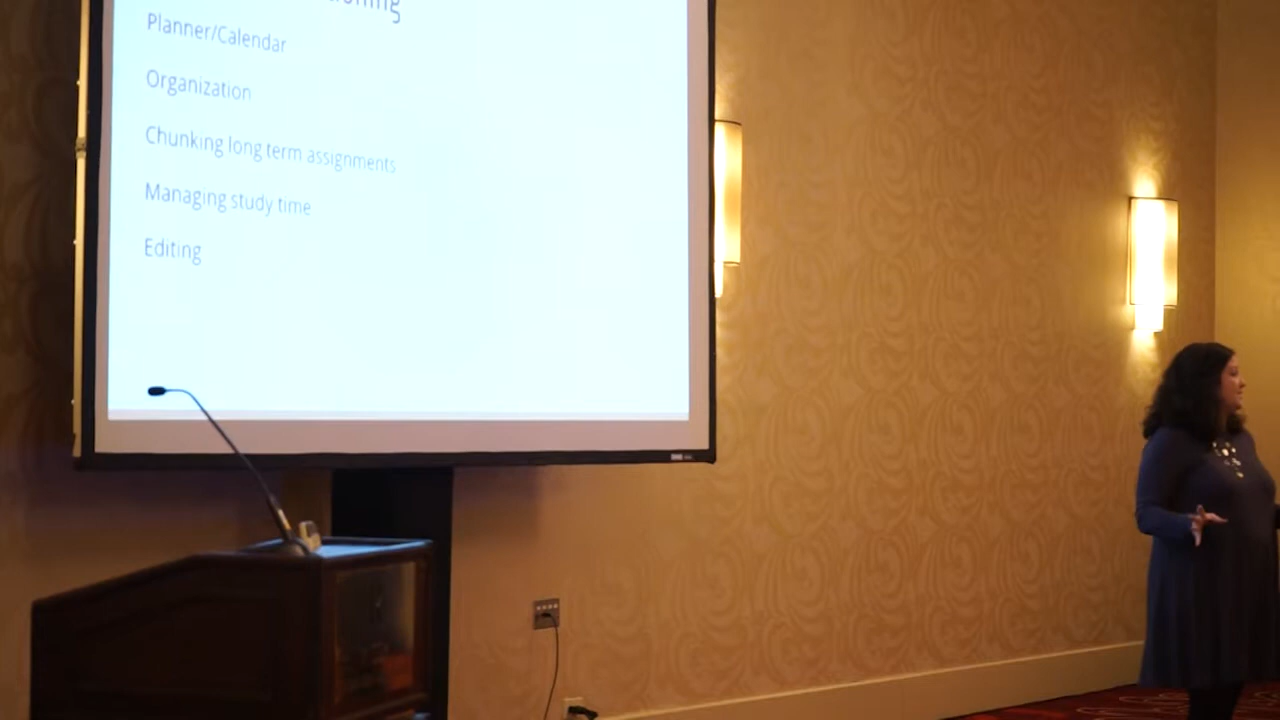 Planner/Calendar
Organization
Chunking long term assignments
Managing study time
Editing